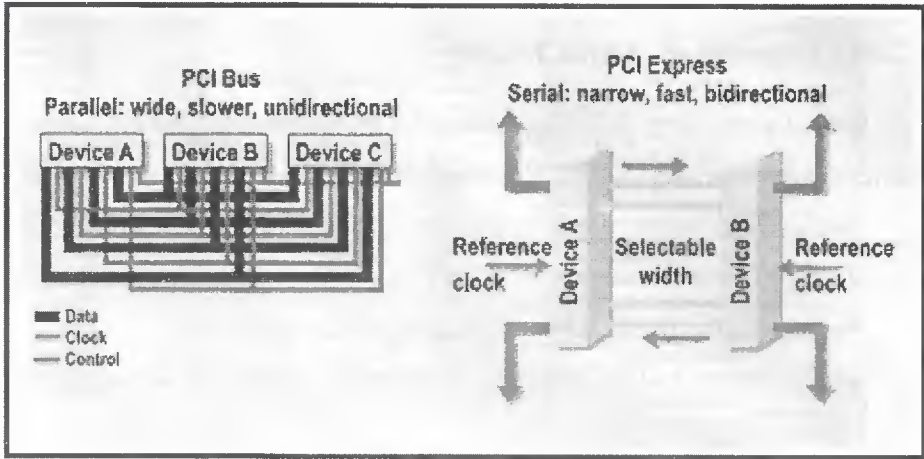 PCI Bus
Parallel: wide, slower, unidirectional
Device A
Device B
Device C
Data
Clock
Control
PCI Express
Serial: narrow, fast, bidirectional
Reference
clock
Device A
Selectable
width
Device B
Reference
clock